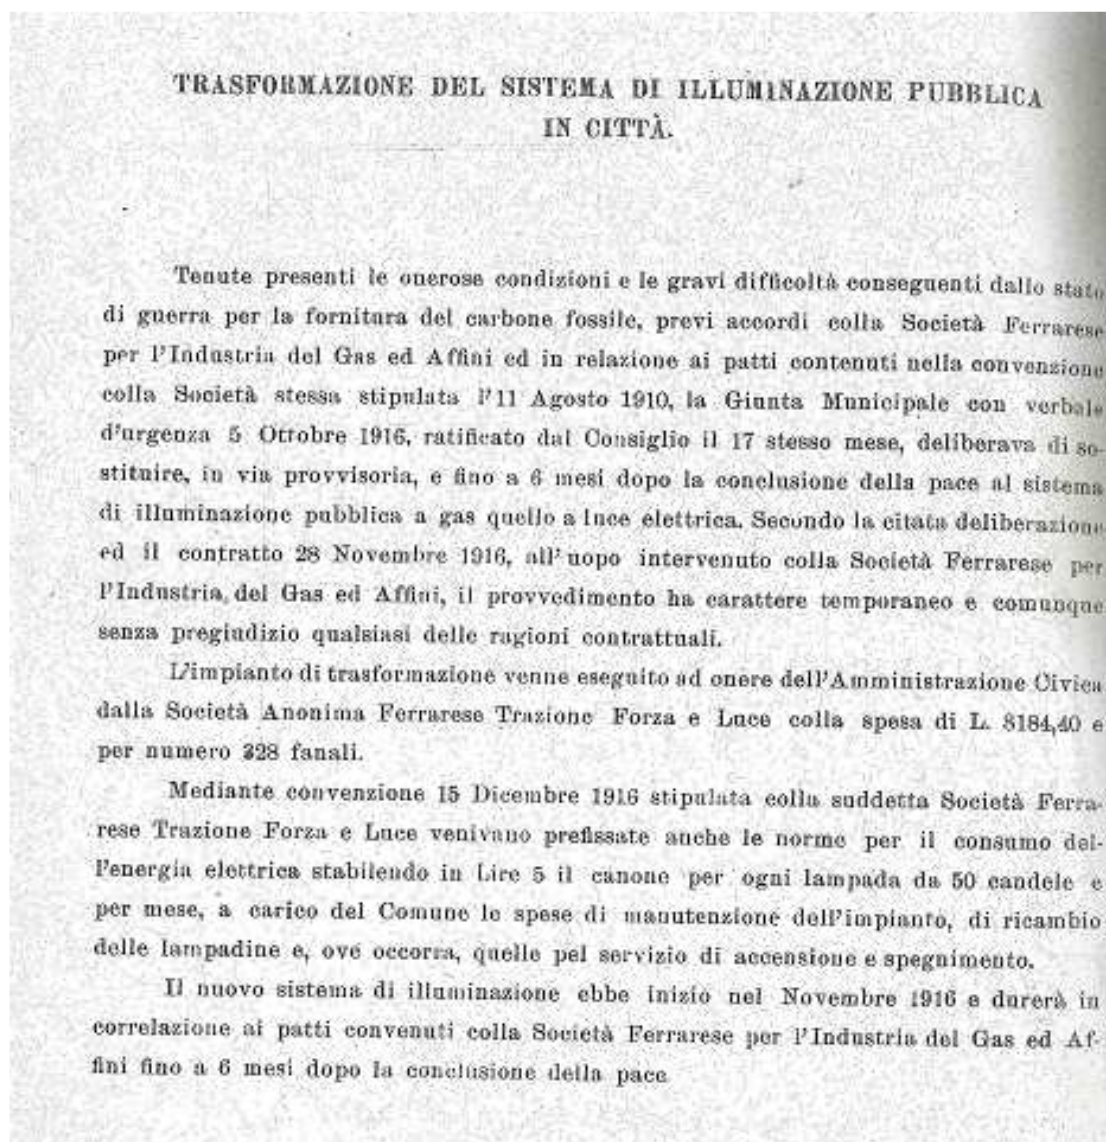 TRASFORMAZIONE DEL SISTEMA DI ILLUMINAZIONE PUBBLICA
IN CITTÀ.
Tenute presenti le onerose condizioni e le gravi difficoltà conseguenti dallo stato
di guerra per la fornitura del carbone fossile, previ accordi colla Società Ferrarese
per l'Industria del Gas ed Affini ed in relazione ai patti contenuti nella convenzione
colla Società stessa stipulata l'11 Agosto 1910, la Giunta Municipale con verbale
d'urgenza 5 Ottobre 1916, ratificato dal Consiglio il 17 stesso mese, deliberava di so-
stituire, in via provvisoria, e fino a 6 mesi dopo la conclusione della pace al sistema
di illuminazione pubblica a gas quello a luce elettrica. Secondo la citata deliberazione
ed il contratto 28 Novembre 1916, all'uopo intervenuto colla Società Ferrarese per
l'Industria del Gas ed Affini, il provvedimento ha carattere temporaneo e comunque
senza pregiudizio qualsiasi delle ragioni contrattuali.
L'impianto di trasformazione venne eseguito ad onere dell'Amministrazione Civica
dalla Società Anonima Ferrarese Trazione Forza e Luce colla spesa di L. 8184,40 e
per numero 328 fanali.
Mediante convenzione 15 Dicembre 1916 stipulata colla suddetta Società Ferra-
rese Trazione Forza e Luce venivano prefissate anche le norme per il consumo del-
l'energia elettrica stabilendo in Lire 5 il canone per ogni lampada da 50 candele e
per mese, a carico del Comune le spese di manutenzione dell'impianto, di ricambio
delle lampadine e, ove occorra, quelle pel servizio di accensione e spegnimento.
Il nuovo sistema di illuminazione ebbe inizio nel Novembre 1916 e durerà in
correlazione ai patti convenuti colla Società Ferrarese per l'Industria del Gas ed Af-
fini fino a 6 mesi dopo la conclusione della pace